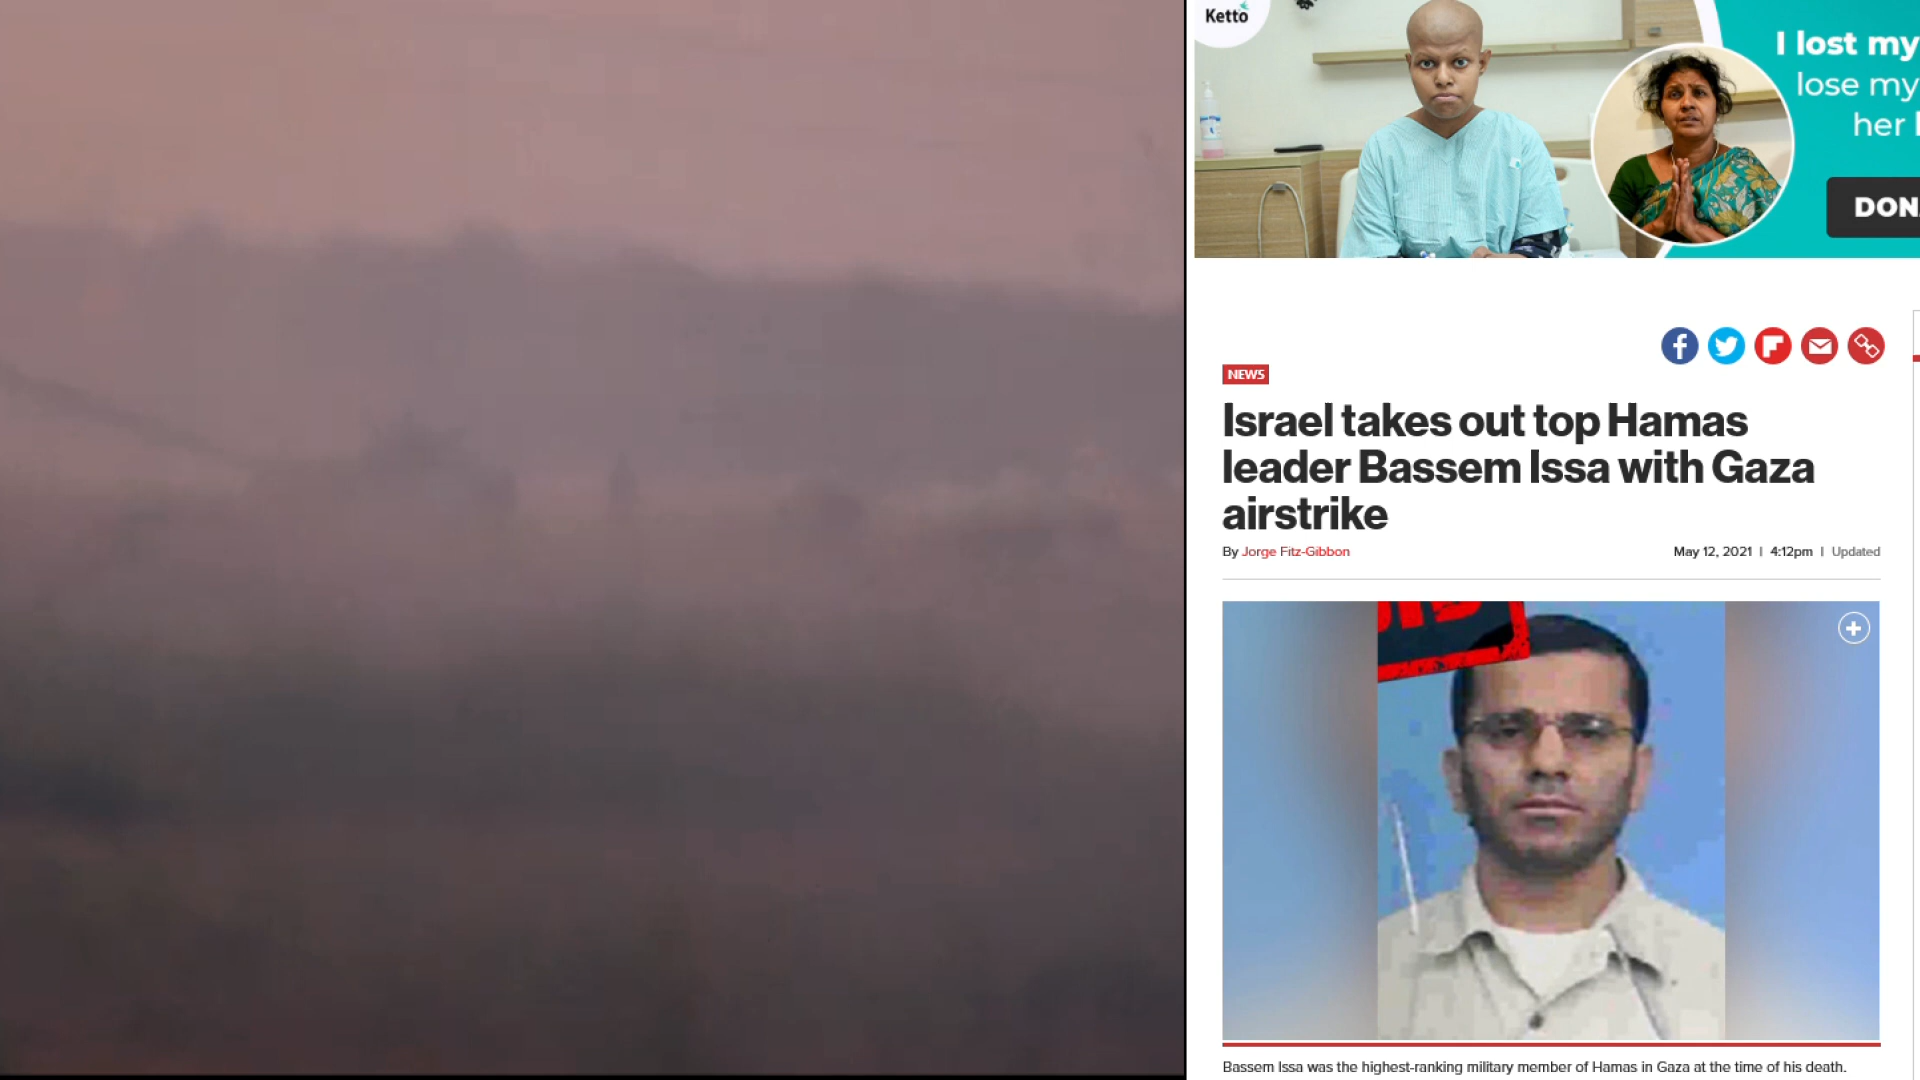 Ketto
I lost my
lose my
her
DON
NEWS
Israel takes out top Hamas
leader Bassem Issa with Gaza
airstrike
By Jorge Fitz-Gibbon
May 12, 2021 | 4:12pm | Updated
Bassem Issa was the highest-ranking military member of Hamas in Gaza at the time of his death.